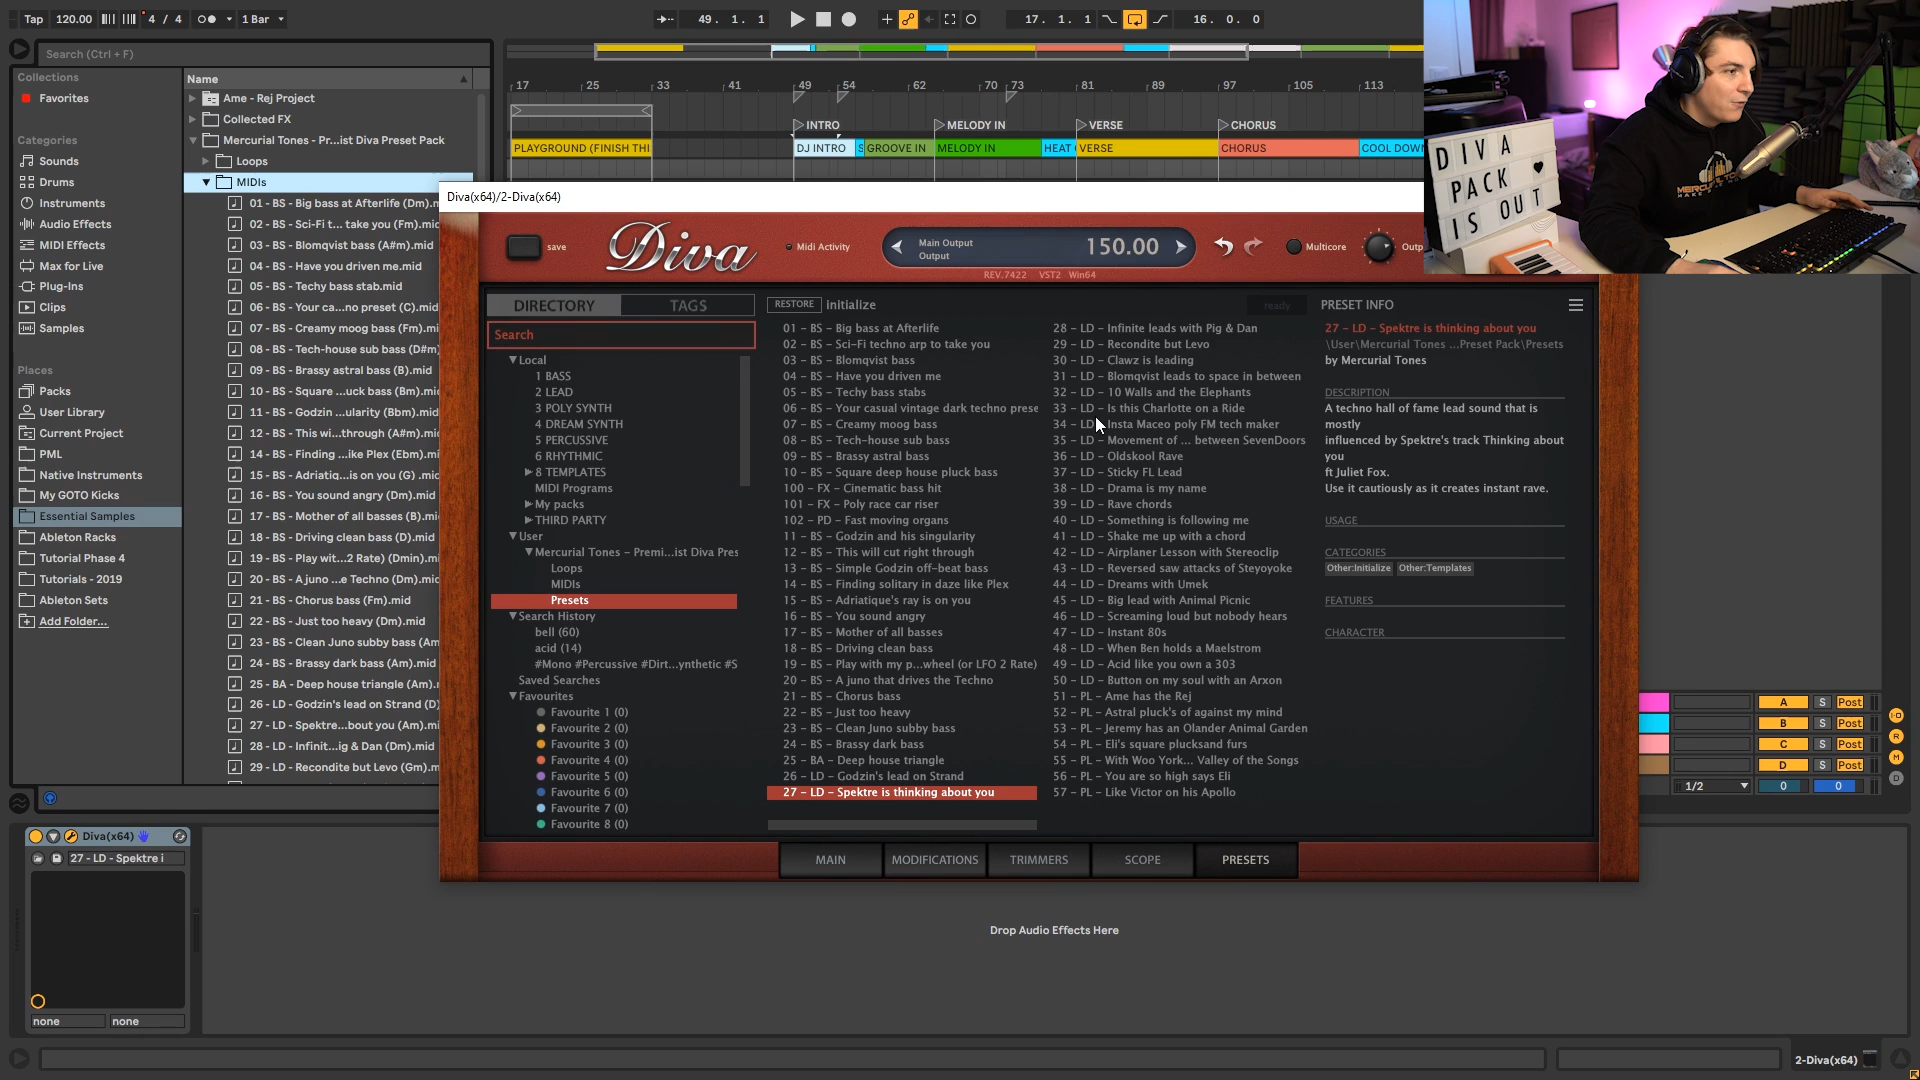 Tap 120.00 4 / 4 1 Bar 49. 1. 1 17. 1. 1 16. 0. 0
Search (Ctrl + F)
Collections
Favorites
Categories
Sounds
Drums
Instruments
Audio Effects
MIDI Effects
Max for Live
Plug-Ins
Clips
Samples
Places
Packs
User Library
Current Project
PML
Native Instruments
My GOTO Kicks
Essential Samples
Ableton Racks
Tutorial Phase 4
Tutorials - 2019
Ableton Sets
Add Folder...
Name
Ame - Rej Project
Collected FX
Mercurial Tones - Pr...ist Diva Preset Pack
Loops
MIDIs
01 - BS - Big bass at Afterlife (Dm).m
02 - BS - Sci-Fi t... take you (Fm).mid
03 - BS - Blomqvist bass (A#m).mid
04 - BS - Have you driven me.mid
05 - BS - Techy bass stab.mid
06 - BS - Your ca...no preset (C).mid
07 - BS - Creamy moog bass (Fm).mid
08 - BS - Tech-house sub bass (D#m)
09 - BS - Brassy astral bass (B).mid
10 - BS - Square ...uck bass (Bm).mid
11 - BS - Godzin ...ularity (Bbm).mid
12 - BS - This wi...through (A#m).mid
14 - BS - Finding ...ike Plex (Ebm).mid
15 - BS - Adriatiq...is on you (G) .mid
16 - BS - You sound angry (Dm).mid
17 - BS - Mother of all basses (B).mid
18 - BS - Driving clean bass (D).mid
19 - BS - Play wit...2 Rate) (Dmin).mid
20 - BS - A juno ...e Techno (Dm).mid
21 - BS - Chorus bass (Fm).mid
22 - BS - Just too heavy (Dm).mid
23 - BS - Clean Juno subby bass (Am
24 - BS - Brassy dark bass (Am).mid
25 - BA - Deep house triangle (Am).mid
26 - LD - Godzin's lead on Strand (D)
27 - LD - Spektre...bout you (Am).mid
28 - LD - Infinit...ig & Dan (Dm).mid
29 - LD - Recondite but Levo (Gm).mid
17 25 33 41 49 54 62 70 73 81 89 97 105 113
INTRO MELODY IN VERSE CHORUS
PLAYGROUND (FINISH THI DJ INTRO S GROOVE IN MELODY IN HEAT VERSE CHORUS COOL DOWN
Diva(x64)/2-Diva(x64)
save
Diva
Midi Activity
Main Output
Output
150.00
Multicore
Outp
REV.7422 VST2 Win64
DIRECTORY TAGS
RESTORE initialize
ready
PRESET INFO
Search
Local
1 BASS
2 LEAD
3 POLY SYNTH
4 DREAM SYNTH
5 PERCUSSIVE
6 RHYTHMIC
8 TEMPLATES
MIDI Programs
My packs
THIRD PARTY
User
Mercurial Tones - Premi...ist Diva Pres
Loops
MIDIs
Presets
Search History
bell (60)
acid (14)
#Mono #Percussive #Dirt...ynthetic #S
Saved Searches
Favourites
Favourite 1 (0)
Favourite 2 (0)
Favourite 3 (0)
Favourite 4 (0)
Favourite 5 (0)
Favourite 6 (0)
Favourite 7 (0)
Favourite 8 (0)
01 - BS - Big bass at Afterlife
02 - BS - Sci-Fi techno arp to take you
03 - BS - Blomqvist bass
04 - BS - Have you driven me
05 - BS - Techy bass stabs
06 - BS - Your casual vintage dark techno prese
07 - BS - Creamy moog bass
08 - BS - Tech-house sub bass
09 - BS - Brassy astral bass
10 - BS - Square deep house pluck bass
100 - FX - Cinematic bass hit
101 - FX - Poly race car riser
102 - PD - Fast moving organs
11 - BS - Godzin and his singularity
12 - BS - This will cut right through
13 - BS - Simple Godzin off-beat bass
14 - BS - Finding solitary in daze like Plex
15 - BS - Adriatique's ray is on you
16 - BS - You sound angry
17 - BS - Mother of all basses
18 - BS - Driving clean bass
19 - BS - Play with my p...wheel (or LFO 2 Rate)
20 - BS - A juno that drives the Techno
21 - BS - Chorus bass
22 - BS - Just too heavy
23 - BS - Clean Juno subby bass
24 - BS - Brassy dark bass
25 - BA - Deep house triangle
26 - LD - Godzin's lead on Strand
27 - LD - Spektre is thinking about you
28 - LD - Infinite leads with Pig & Dan
29 - LD - Recondite but Levo
30 - LD - Clawz is leading
31 - LD - Blomqvist leads to space in between
32 - LD - 10 Walls and the Elephants
33 - LD - Is this Charlotte on a Ride
34 - LD - Insta Maceo poly FM tech maker
35 - LD - Movement of ... between SevenDoors
36 - LD - Oldskool Rave
37 - LD - Sticky FL Lead
38 - LD - Drama is my name
39 - LD - Rave chords
40 - LD - Something is following me
41 - LD - Shake me up with a chord
42 - LD - Airplaner Lesson with Stereoclip
43 - LD - Reversed saw attacks of Steyoyoke
44 - LD - Dreams with Umek
45 - LD - Big lead with Animal Picnic
46 - LD - Screaming loud but nobody hears
47 - LD - Instant 80s
48 - LD - When Ben holds a Maelstrom
49 - LD - Acid like you own a 303
50 - LD - Button on my soul with an Arxon
51 - PL - Ame has the Rej
52 - PL - Astral pluck's of against my mind
53 - PL - Jeremy has an Olander Animal Garden
54 - PL - Eli's square plucksand furs
55 - PL - With Woo York... Valley of the Songs
56 - PL - You are so high says Eli
57 - PL - Like Victor on his Apollo
27 - LD - Spektre is thinking about you
\User\Mercurial Tones ...Preset Pack\Presets
by Mercurial Tones
DESCRIPTION
A techno hall of fame lead sound that is
mostly
influenced by Spektre's track Thinking about
you
ft Juliet Fox.
Use it cautiously as it creates instant rave.
USAGE
CATEGORIES
Other:Initialize Other:Templates
FEATURES
CHARACTER
MAIN MODIFICATIONS TRIMMERS SCOPE PRESETS
A S Post
B S Post
C S Post
D S Post
1/2 0 0
DIVA
PACK
IS OUT
Diva(x64)
27 - LD - Spektre i
none none
Drop Audio Effects Here
2-Diva(x64)